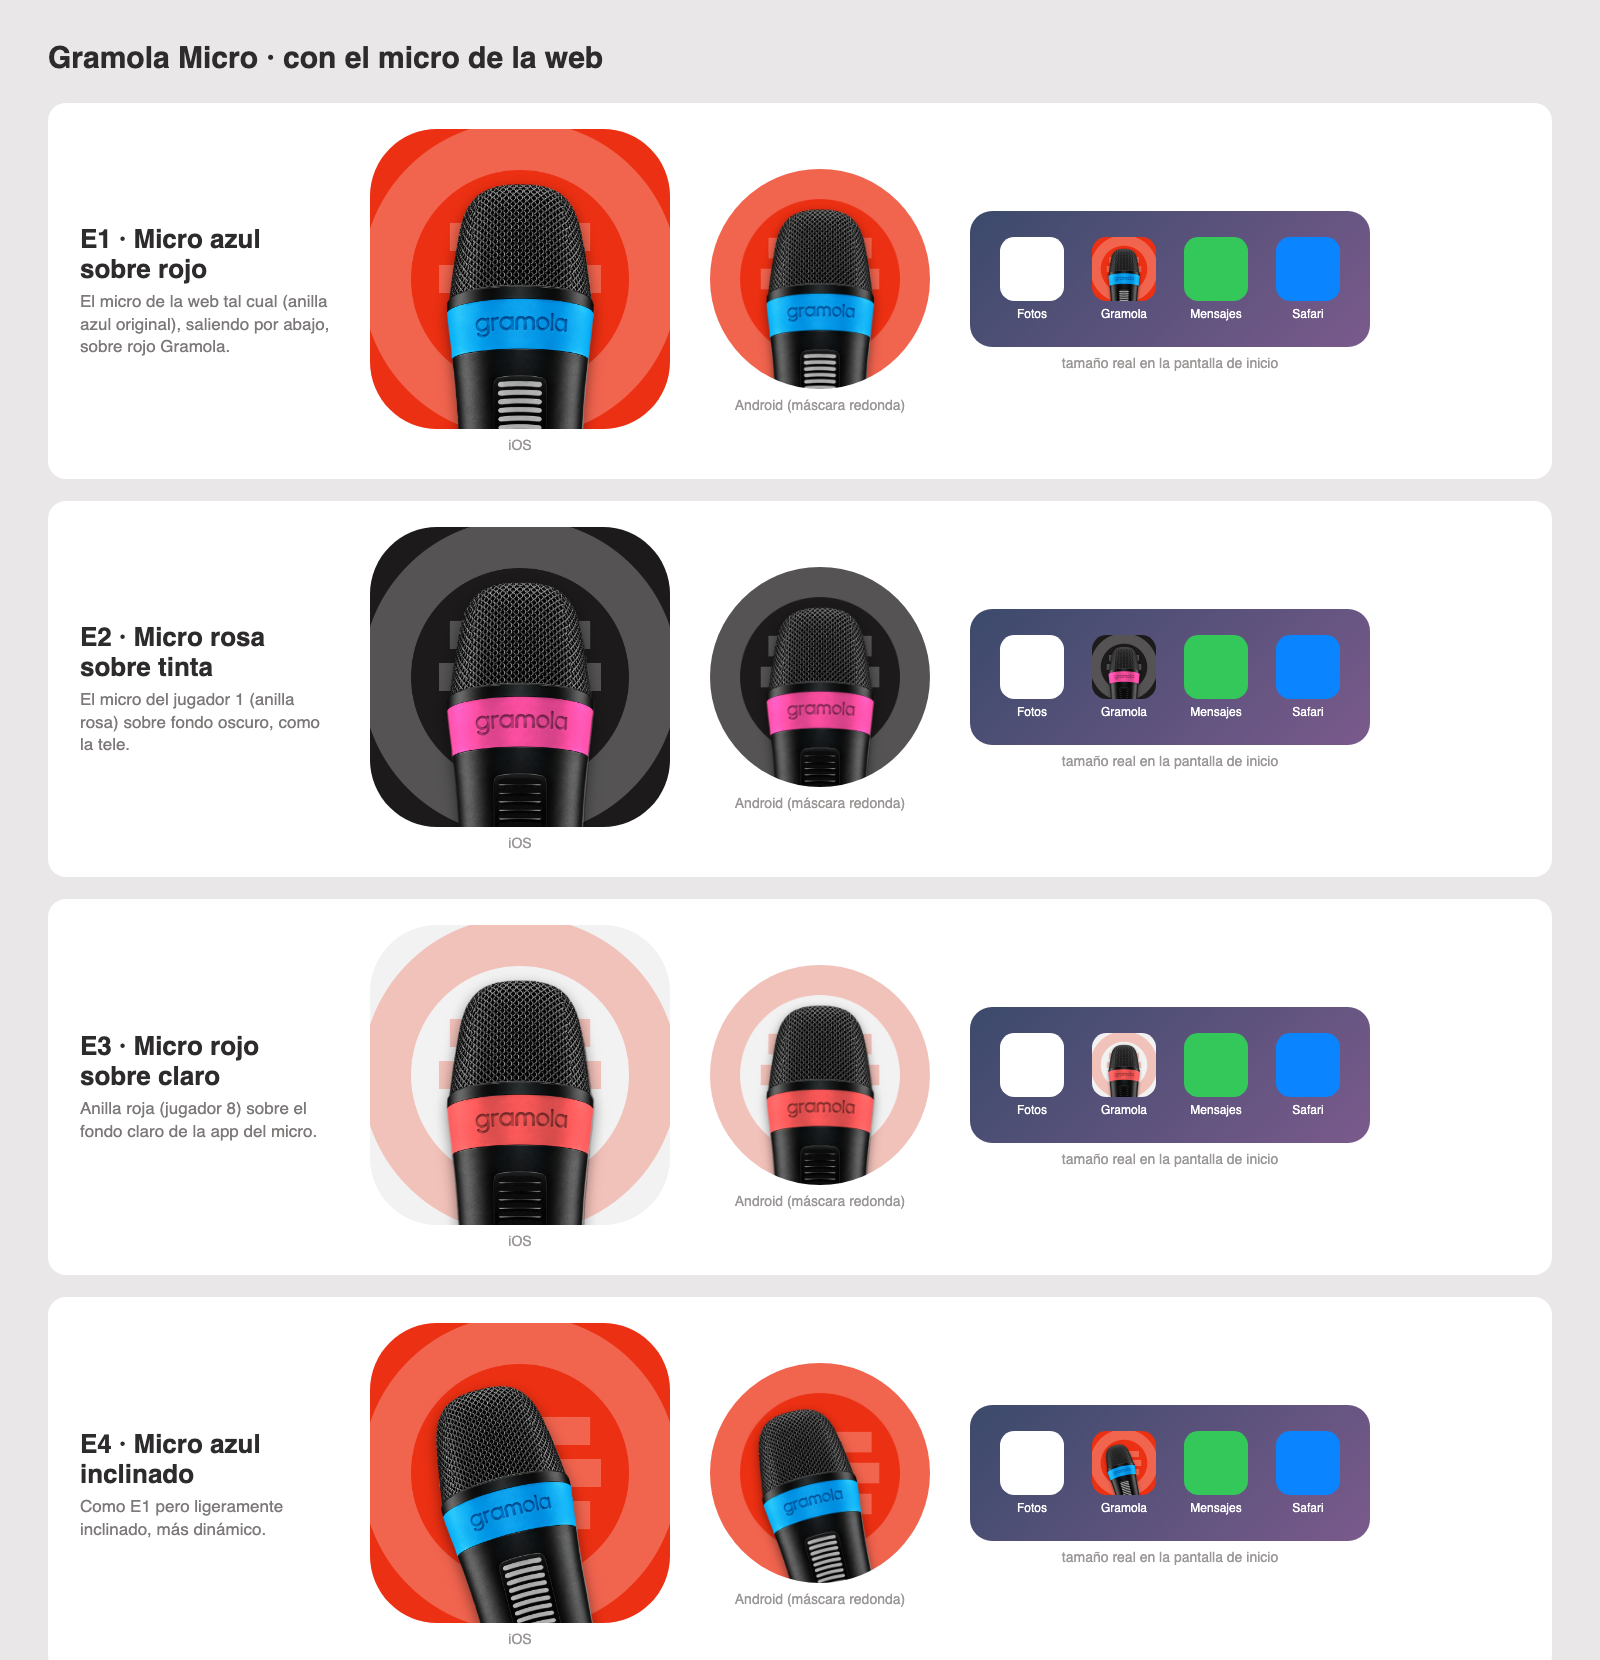 Gramola Micro · con el micro de la web
E1 · Micro azul
sobre rojo
El micro de la web tal cual (anilla
azul original), saliendo por abajo,
sobre rojo Gramola.
gramola
iOS
gramola
Android (máscara redonda)
Fotos
Gramola
Mensajes
Safari
tamaño real en la pantalla de inicio
E2 · Micro rosa
sobre tinta
El micro del jugador 1 (anilla
rosa) sobre fondo oscuro, como
la tele.
gramola
iOS
gramola
Android (máscara redonda)
Fotos
Gramola
Mensajes
Safari
tamaño real en la pantalla de inicio
E3 · Micro rojo
sobre claro
Anilla roja (jugador 8) sobre el
fondo claro de la app del micro.
gramola
iOS
gramola
Android (máscara redonda)
Fotos
Gramola
Mensajes
Safari
tamaño real en la pantalla de inicio
E4 · Micro azul
inclinado
Como E1 pero ligeramente
inclinado, más dinámico.
gramola
iOS
gramola
Android (máscara redonda)
Fotos
Gramola
Mensajes
Safari
tamaño real en la pantalla de inicio